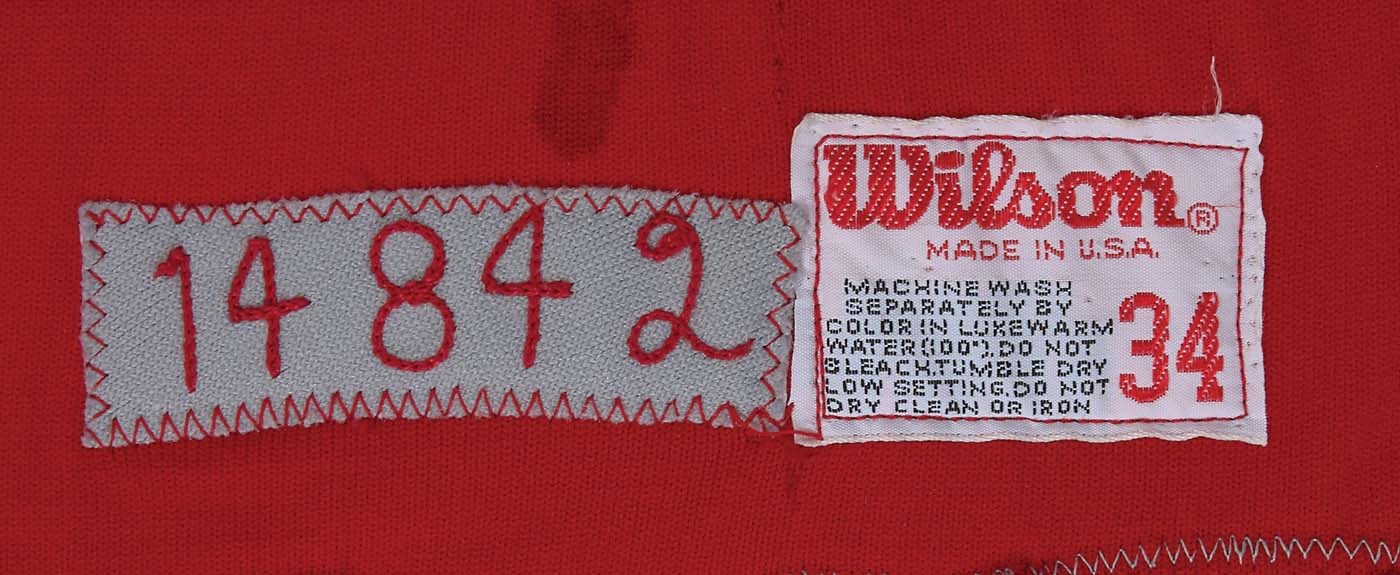 14 84 2
Wilson®
MADE IN U.S.A.
MACHINE WASH
SEPARATELY BY
COLOR IN LUKEWARM
WATER(100°).DO NOT
BLEACH.TUMBLE DRY
LOW SETTING.DO NOT
DRY CLEAN OR IRON
34